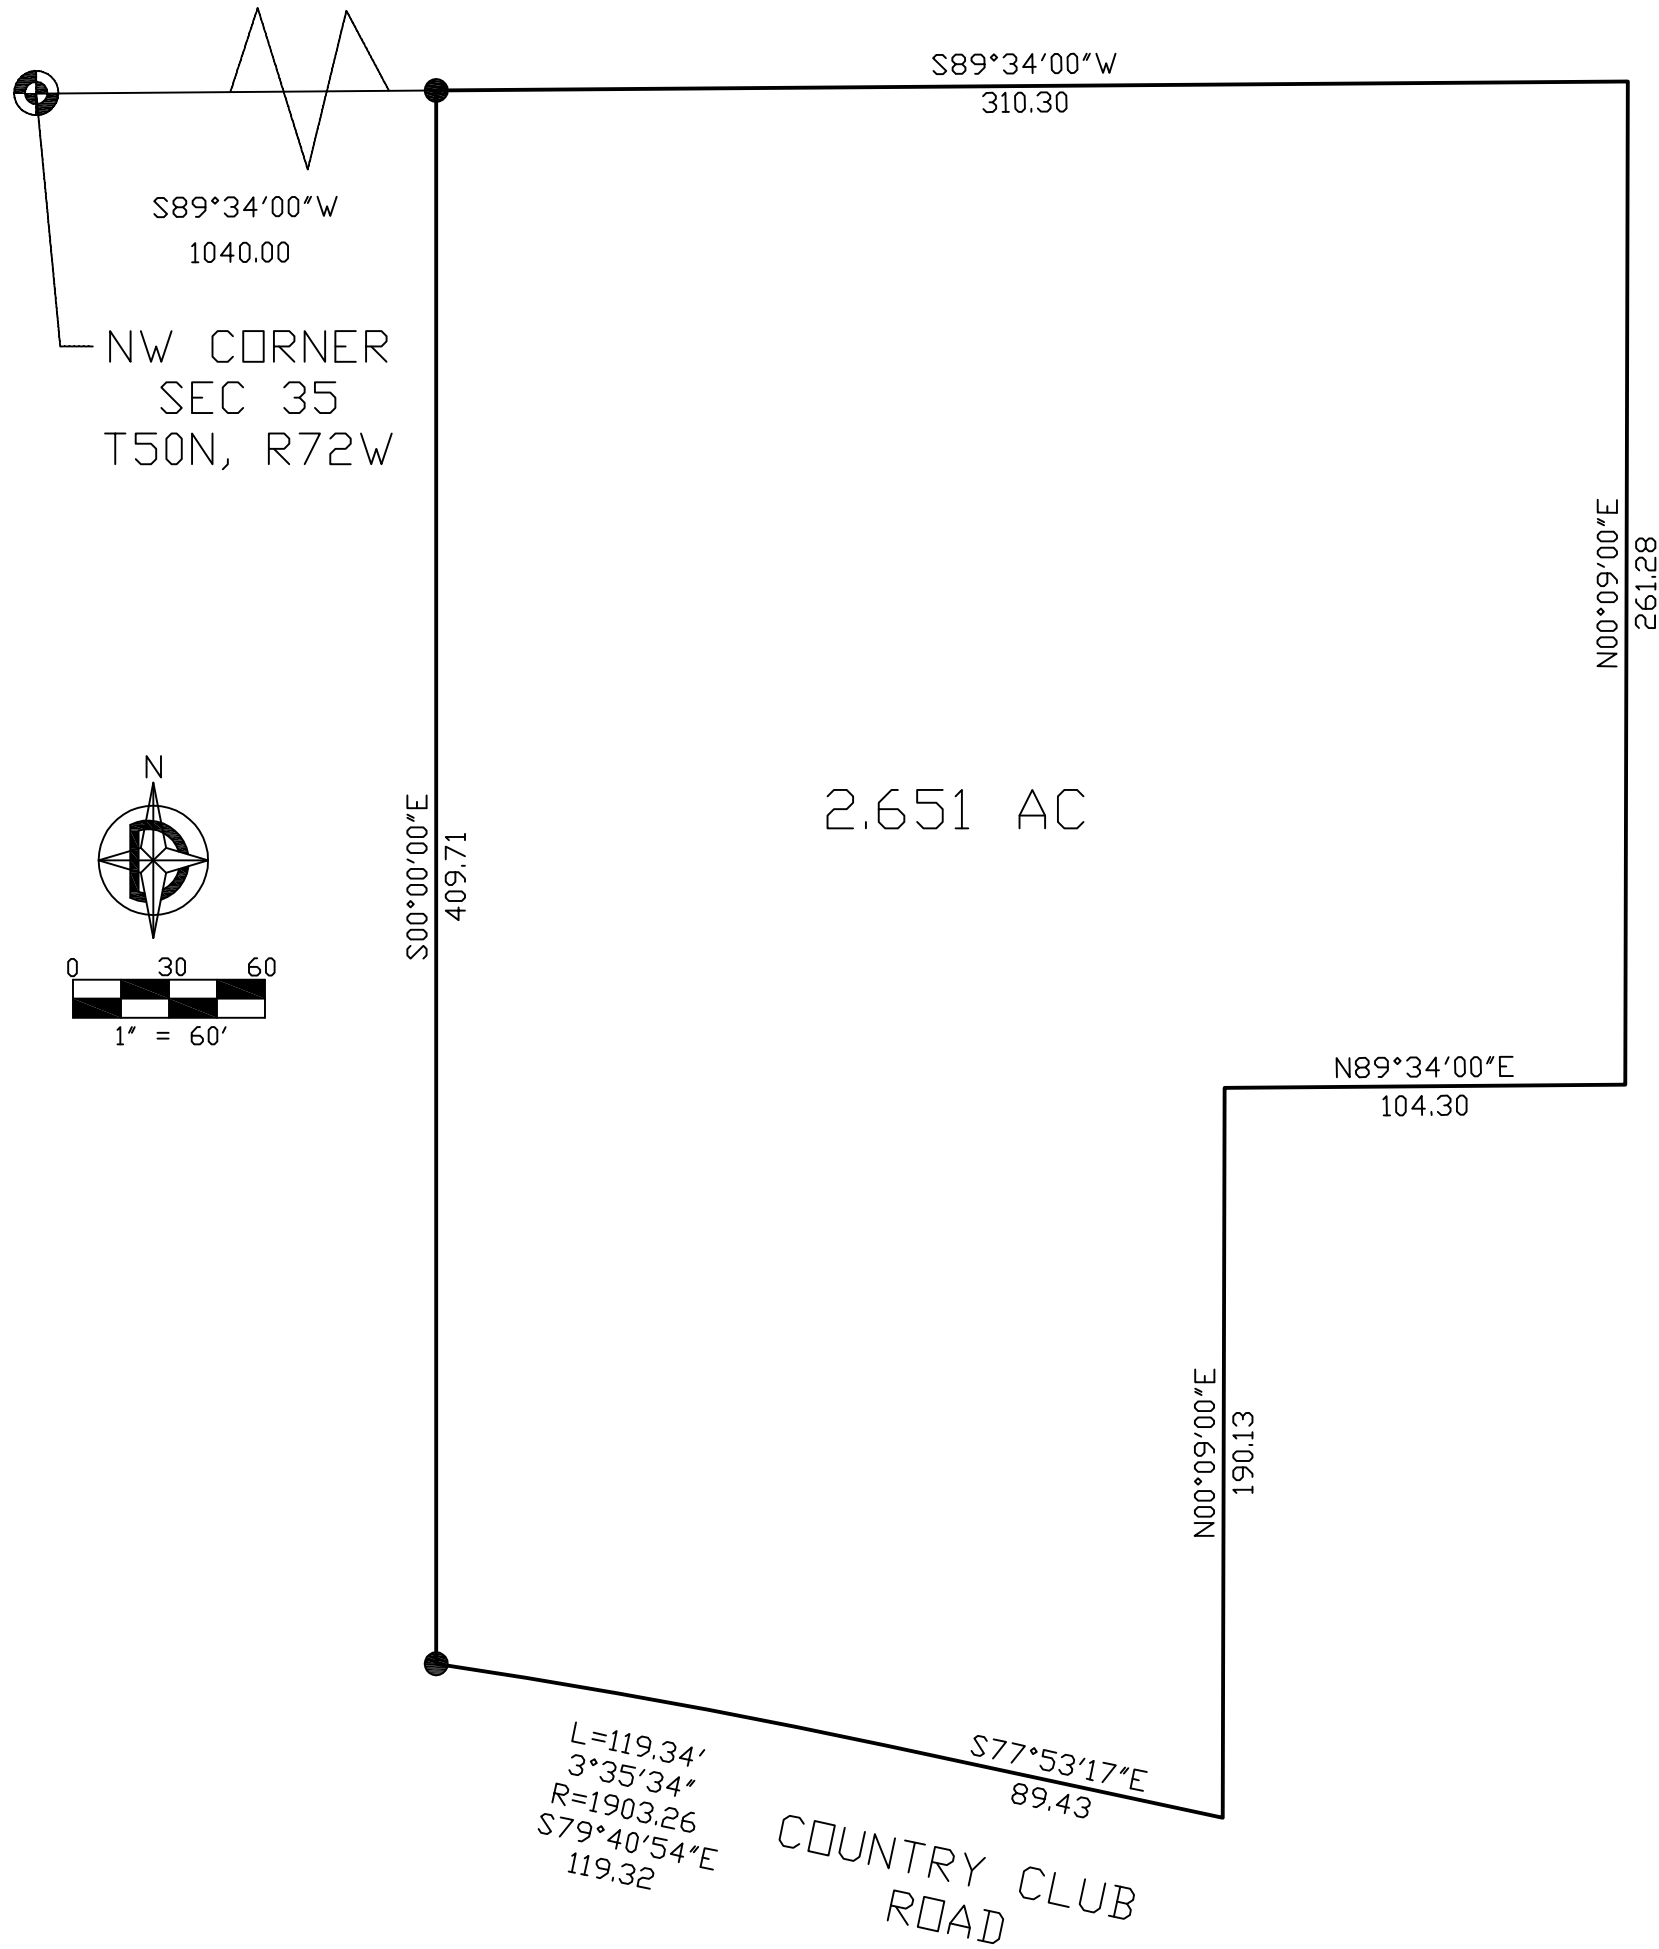 S89°34'00"W
310.30
S89°34'00"W
1040.00
NW CORNER
SEC 35
T50N, R72W
N00°09'00"E
261.28
N
0 30 60
1" = 60'
S00°00'00"E
409.71
2.651 AC
N89°34'00"E
104.30
N00°09'00"E
190.13
L=119.34'
3°35'34"
R=1903.26
S79°40'54"E
119.32
S77°53'17"E
89.43
COUNTRY CLUB
ROAD